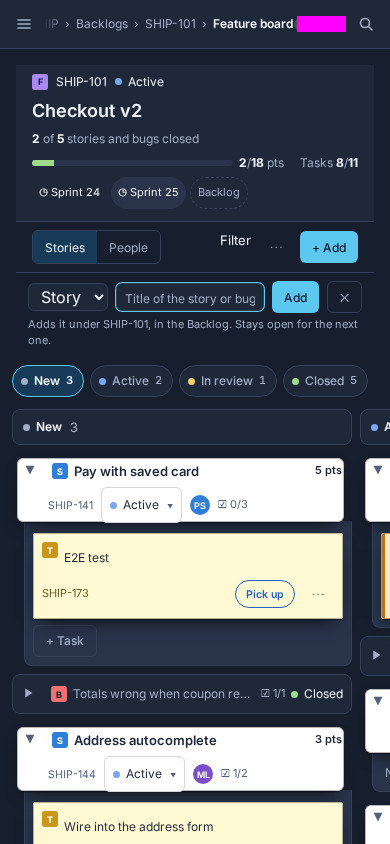 IP › Backlogs › SHIP-101 › Feature board
F SHIP-101 Active
Checkout v2
2 of 5 stories and bugs closed
2/18 pts Tasks 8/11
Sprint 24 Sprint 25 Backlog
Stories People Filter ... + Add
Story Title of the story or bug Add ×
Adds it under SHIP-101, in the Backlog. Stays open for the next
one.
New 3 Active 2 In review 1 Closed 5
New 3
S Pay with saved card 5 pts
SHIP-141 Active PS 0/3
T E2E test
SHIP-173 Pick up ...
+ Task
B Totals wrong when coupon re... 1/1 Closed
S Address autocomplete 3 pts
SHIP-144 Active ML 1/2
T Wire into the address form